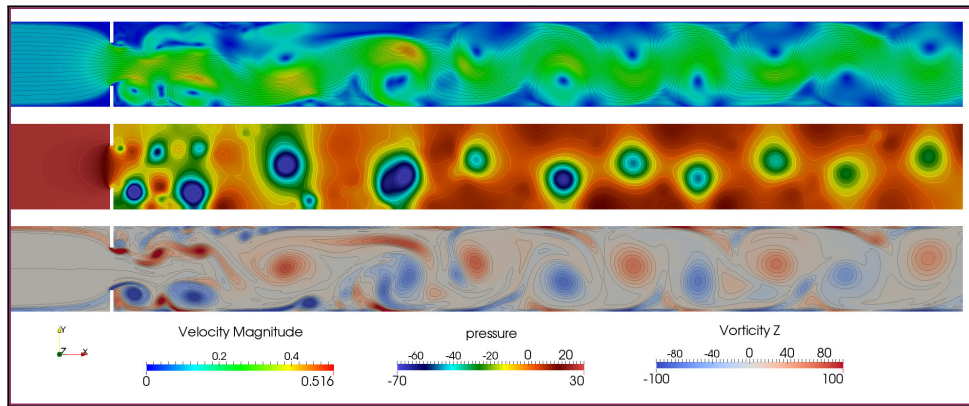 Velocity Magnitude
0.2 0.4
0 0.516
pressure
-60 -40 -20 0 20
-70 30
Vorticity Z
-80 -40 0 40 80
-100 100
Y
Z X